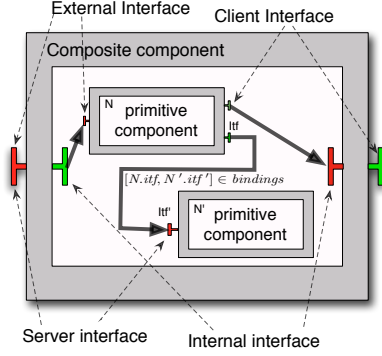 External Interface
Client Interface
Composite component
N
primitive
component
Itf
[N.itf, N'.itf'] ∈ bindings
Itf'
N'
primitive
component
Server interface
Internal interface